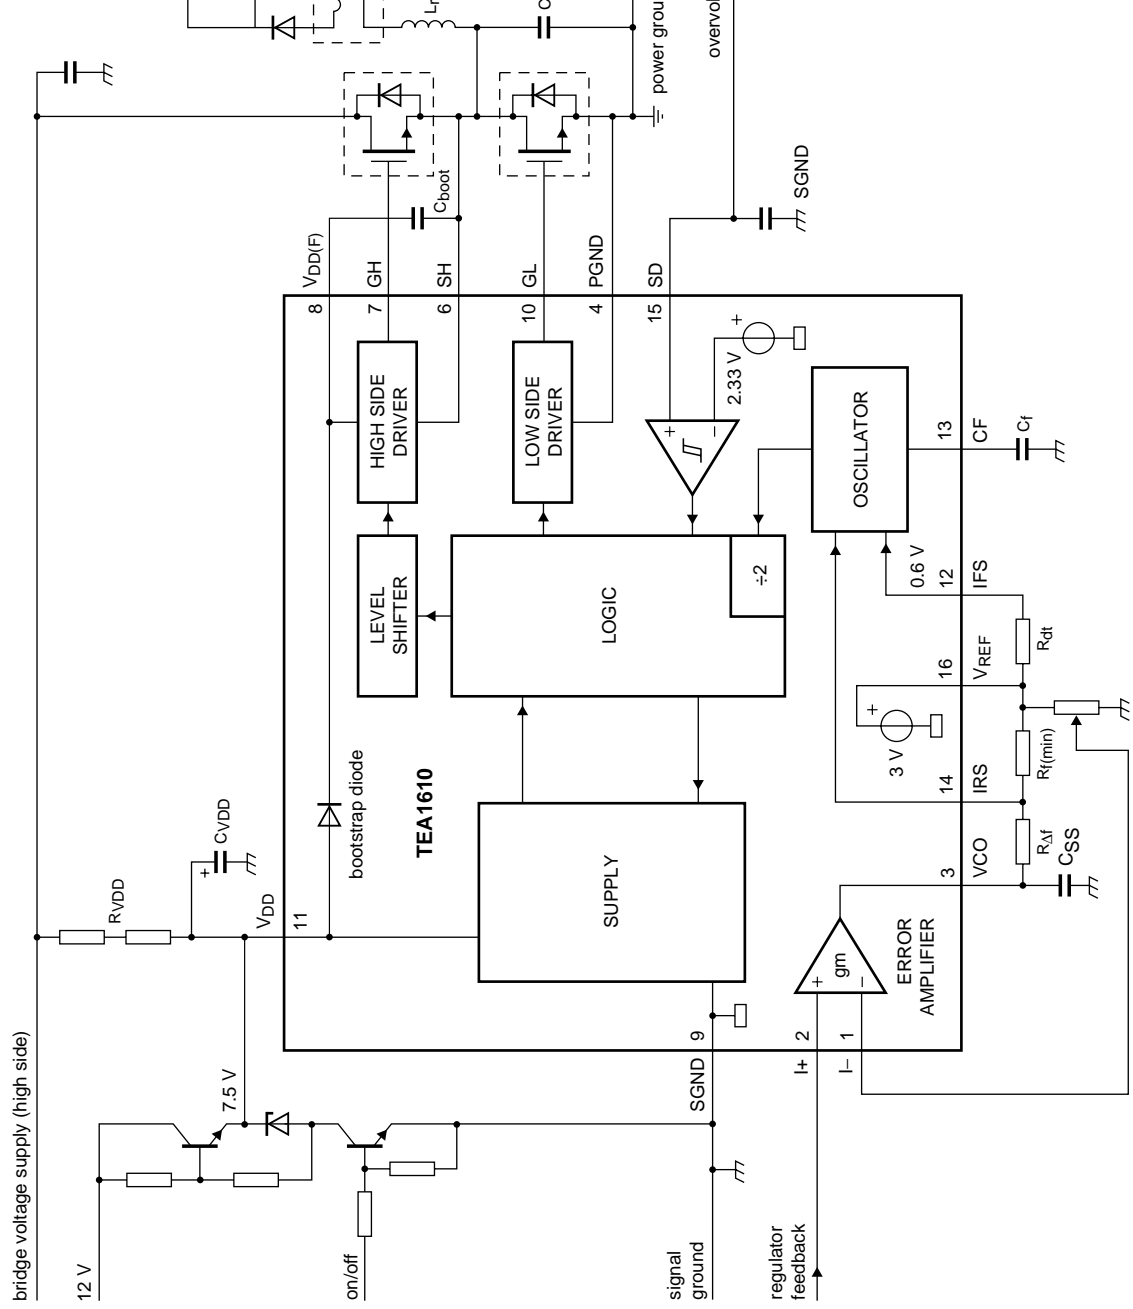 bridge voltage supply (high side)
RVDD
CVDD
+
VDD
11
bootstrap diode
TEA1610
12 V
7.5 V
on/off
signal
ground
SGND
9
regulator
feedback
I+
2
I−
1
SUPPLY
LEVEL
SHIFTER
LOGIC
÷2
HIGH SIDE
DRIVER
LOW SIDE
DRIVER
8
VDD(F)
7
GH
6
SH
10
GL
4
PGND
15
SD
Cboot
SGND
+
−
2.33 V
+
OSCILLATOR
13
CF
Cf
0.6 V
12
IFS
Rdt
16
VREF
3 V
+
14
IRS
Rf(min)
3
VCO
RΔf
CSS
gm
+
−
ERROR
AMPLIFIER
power grou
overvol
C